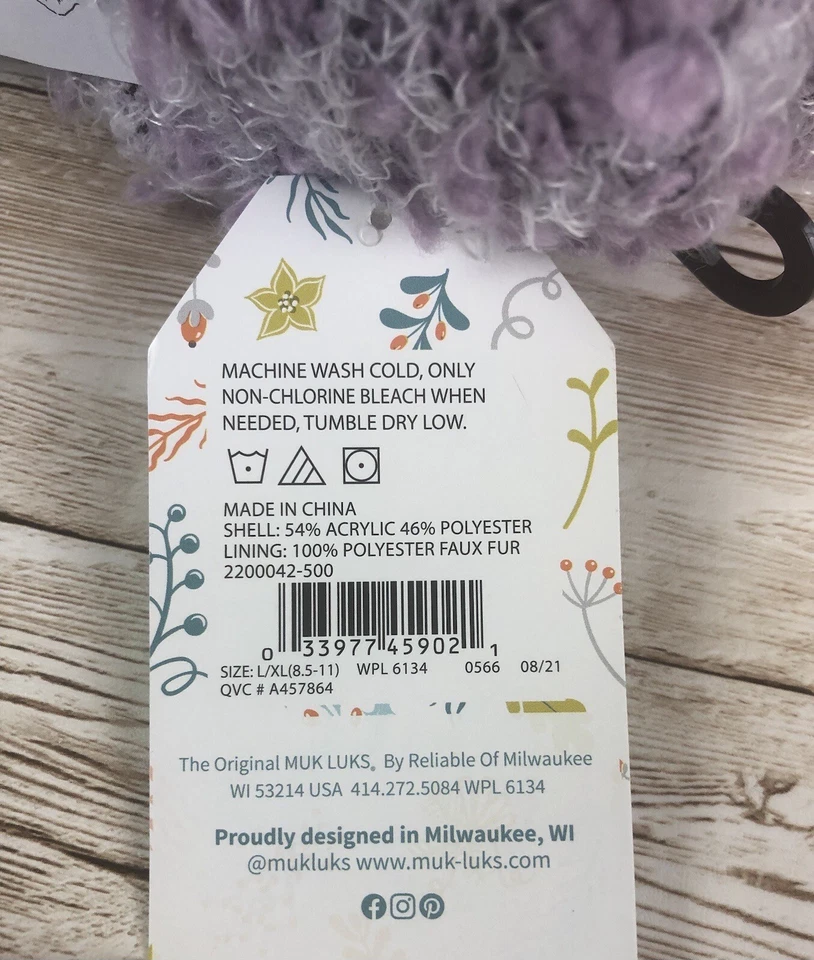 MACHINE WASH COLD, ONLY
NON-CHLORINE BLEACH WHEN
NEEDED, TUMBLE DRY LOW.
MADE IN CHINA
SHELL: 54% ACRYLIC 46% POLYESTER
LINING: 100% POLYESTER FAUX FUR
2200042-500
0 33977 45902 1
SIZE: L/XL(8.5-11) WPL 6134 0566 08/21
QVC # A457864
The Original MUK LUKS® By Reliable Of Milwaukee
WI 53214 USA 414.272.5084 WPL 6134
Proudly designed in Milwaukee, WI
@mukluks www.muk-luks.com